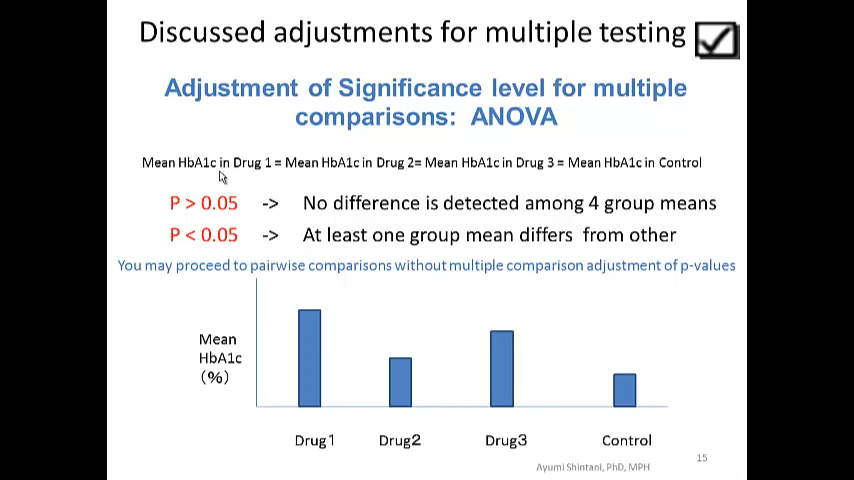 Discussed adjustments for multiple testing
Adjustment of Significance level for multiple
comparisons: ANOVA
Mean HbA1c in Drug 1 = Mean HbA1c in Drug 2= Mean HbA1c in Drug 3 = Mean HbA1c in Control
P > 0.05 -> No difference is detected among 4 group means
P < 0.05 -> At least one group mean differs from other
You may proceed to pairwise comparisons without multiple comparison adjustment of p-values
Mean
HbA1c
(%)
Drug1 Drug2 Drug3 Control
15
Ayumi Shintani, PhD, MPH